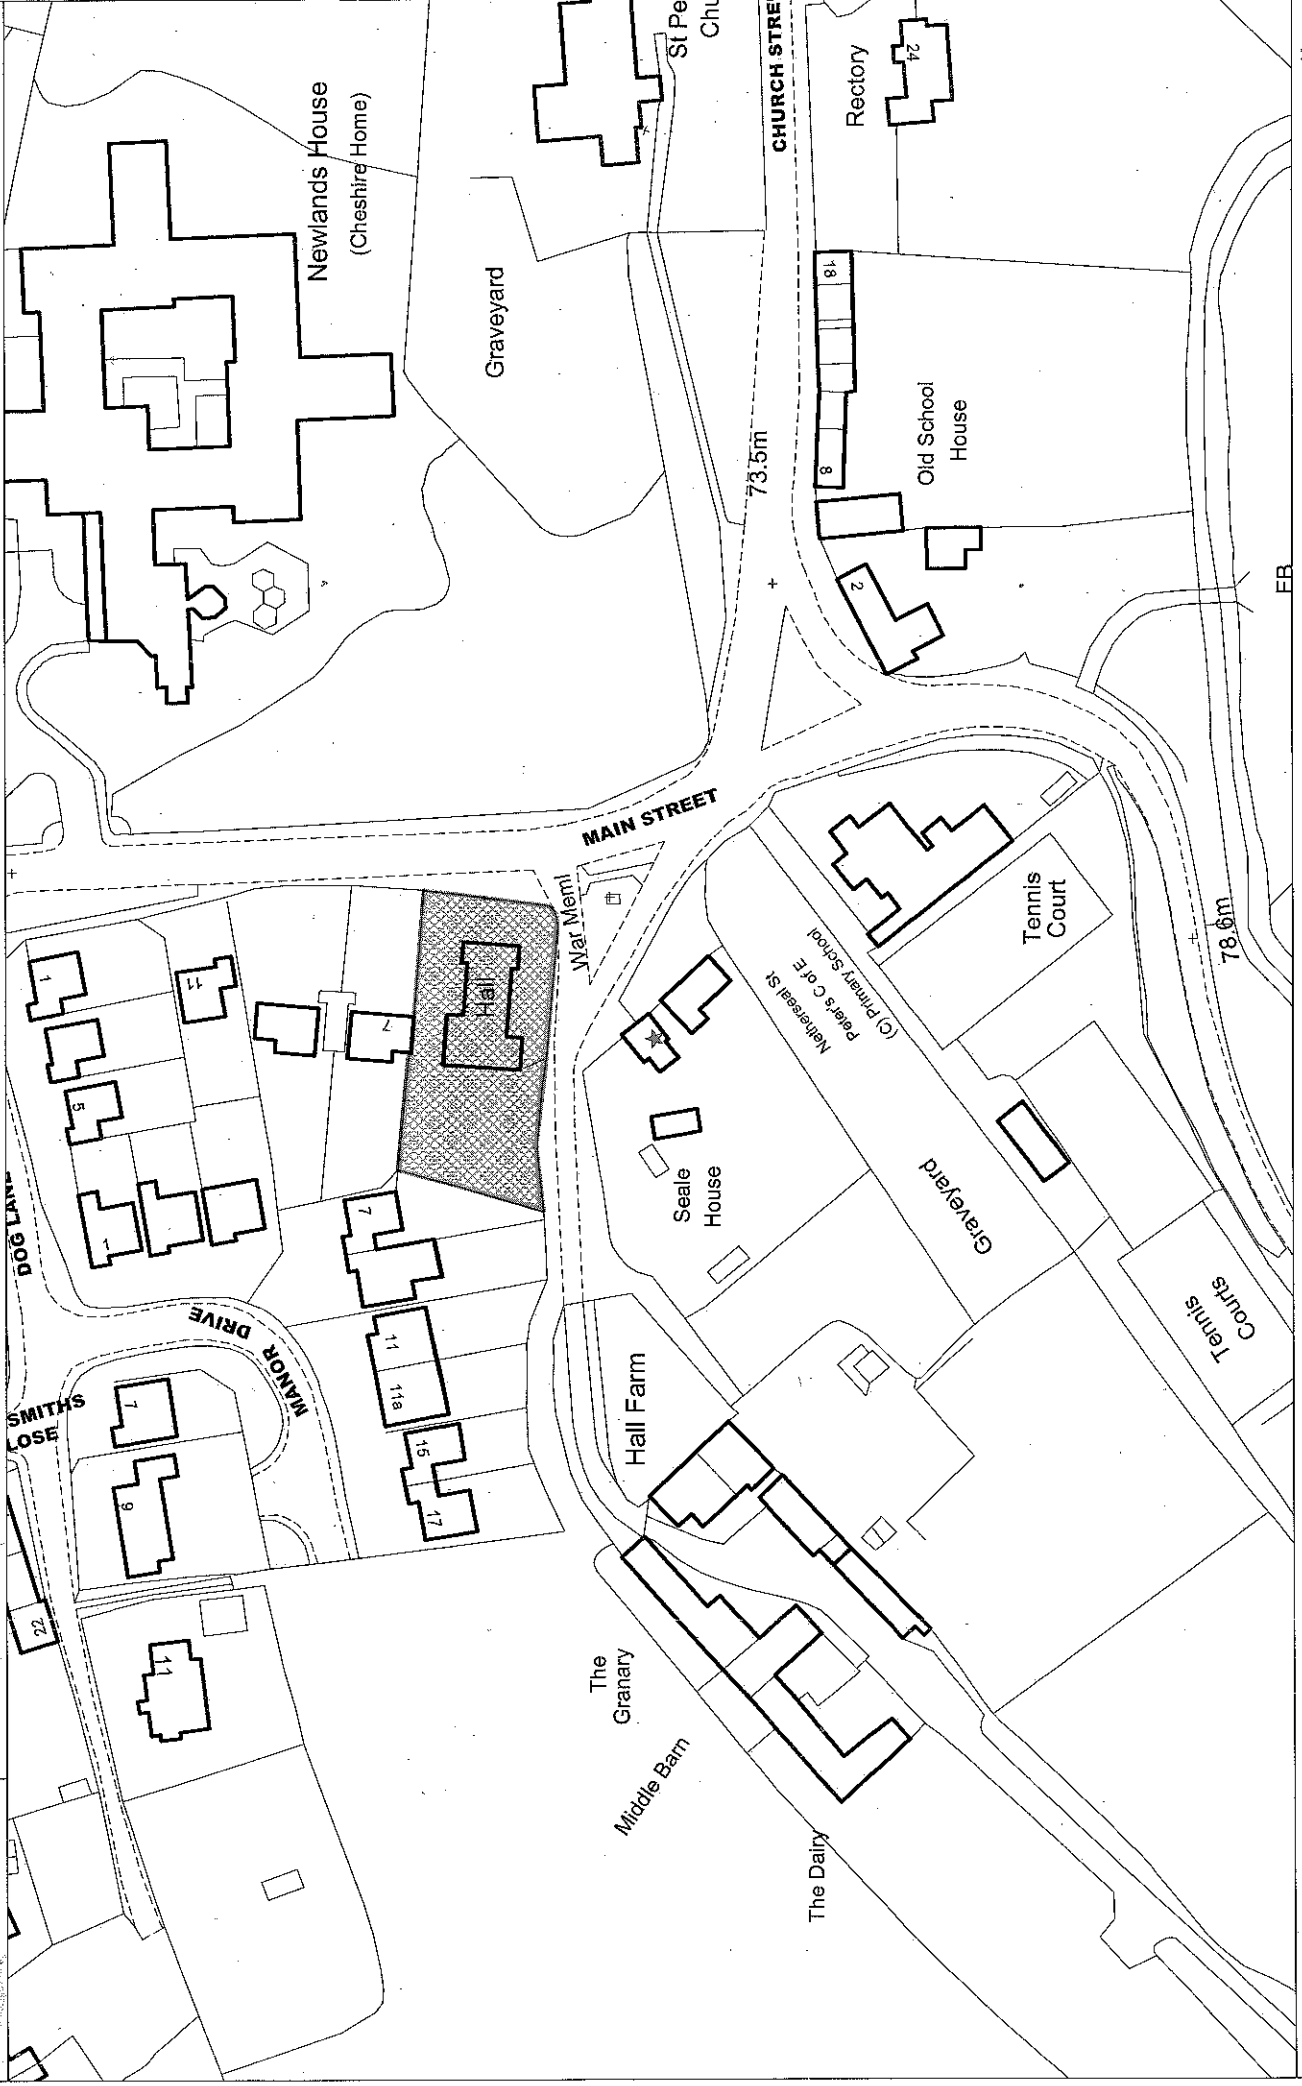 Newlands House
(Cheshire Home)
St Pe
Chu
CHURCH STRE
Rectory
24
Graveyard
18
8
Old School
House
73.5m
2
FB
MAIN STREET
War Meml
Hall
1
5
11
7
Tennis
Court
78.6m
Netherseal St
Peter's C of E
(C) Primary School
Seale
House
Graveyard
Tennis
Courts
DOG LANE
1
7
MANOR DRIVE
11
11a
15
17
SMITHS
LOSE
7
9
22
11
Hall Farm
The
Granary
Middle Barn
The Dairy